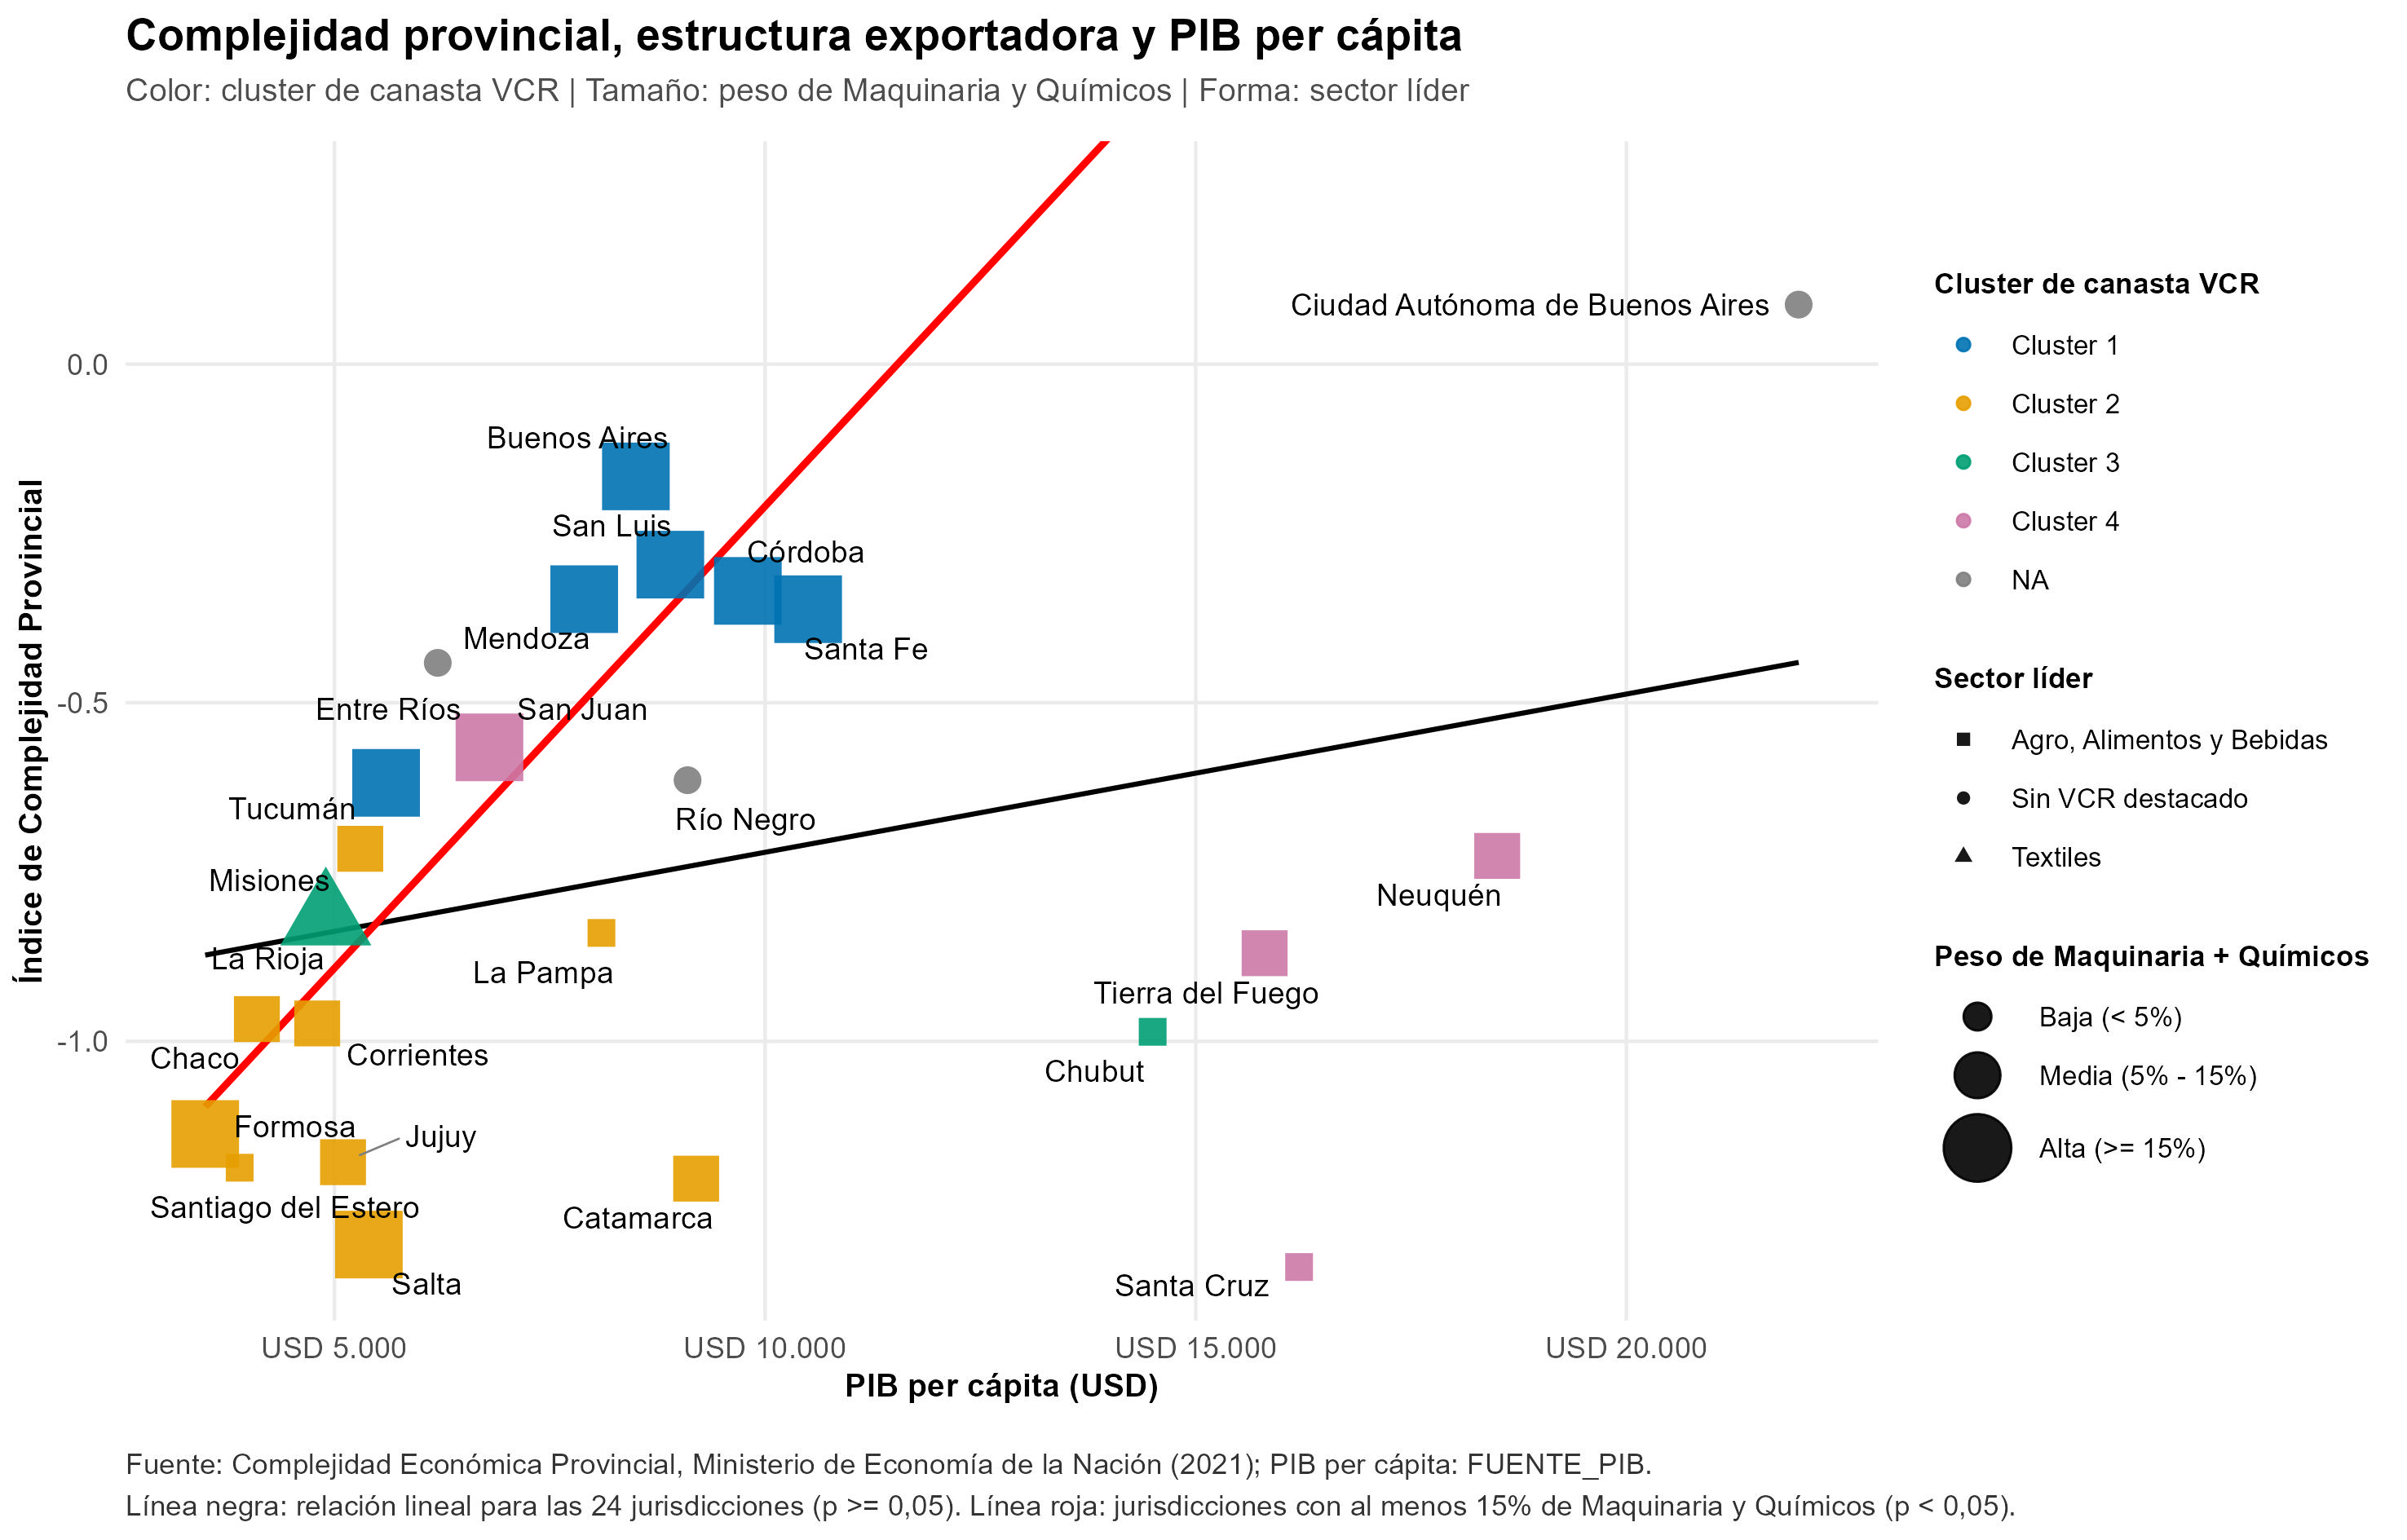 Complejidad provincial, estructura exportadora y PIB per cápita
Color: cluster de canasta VCR | Tamaño: peso de Maquinaria y Químicos | Forma: sector líder
Índice de Complejidad Provincial
0.0
-0.5
-1.0
Ciudad Autónoma de Buenos Aires
Buenos Aires
San Luis
Córdoba
Mendoza
Santa Fe
Entre Ríos
San Juan
Tucumán
Río Negro
Misiones
Neuquén
La Rioja
La Pampa
Tierra del Fuego
Chaco
Corrientes
Chubut
Formosa
Jujuy
Santiago del Estero
Catamarca
Salta
Santa Cruz
USD 5.000
USD 10.000
USD 15.000
USD 20.000
PIB per cápita (USD)
Cluster de canasta VCR
Cluster 1
Cluster 2
Cluster 3
Cluster 4
NA
Sector líder
Agro, Alimentos y Bebidas
Sin VCR destacado
Textiles
Peso de Maquinaria + Químicos
Baja (< 5%)
Media (5% - 15%)
Alta (>= 15%)
Fuente: Complejidad Económica Provincial, Ministerio de Economía de la Nación (2021); PIB per cápita: FUENTE_PIB.
Línea negra: relación lineal para las 24 jurisdicciones (p >= 0,05). Línea roja: jurisdicciones con al menos 15% de Maquinaria y Químicos (p < 0,05).